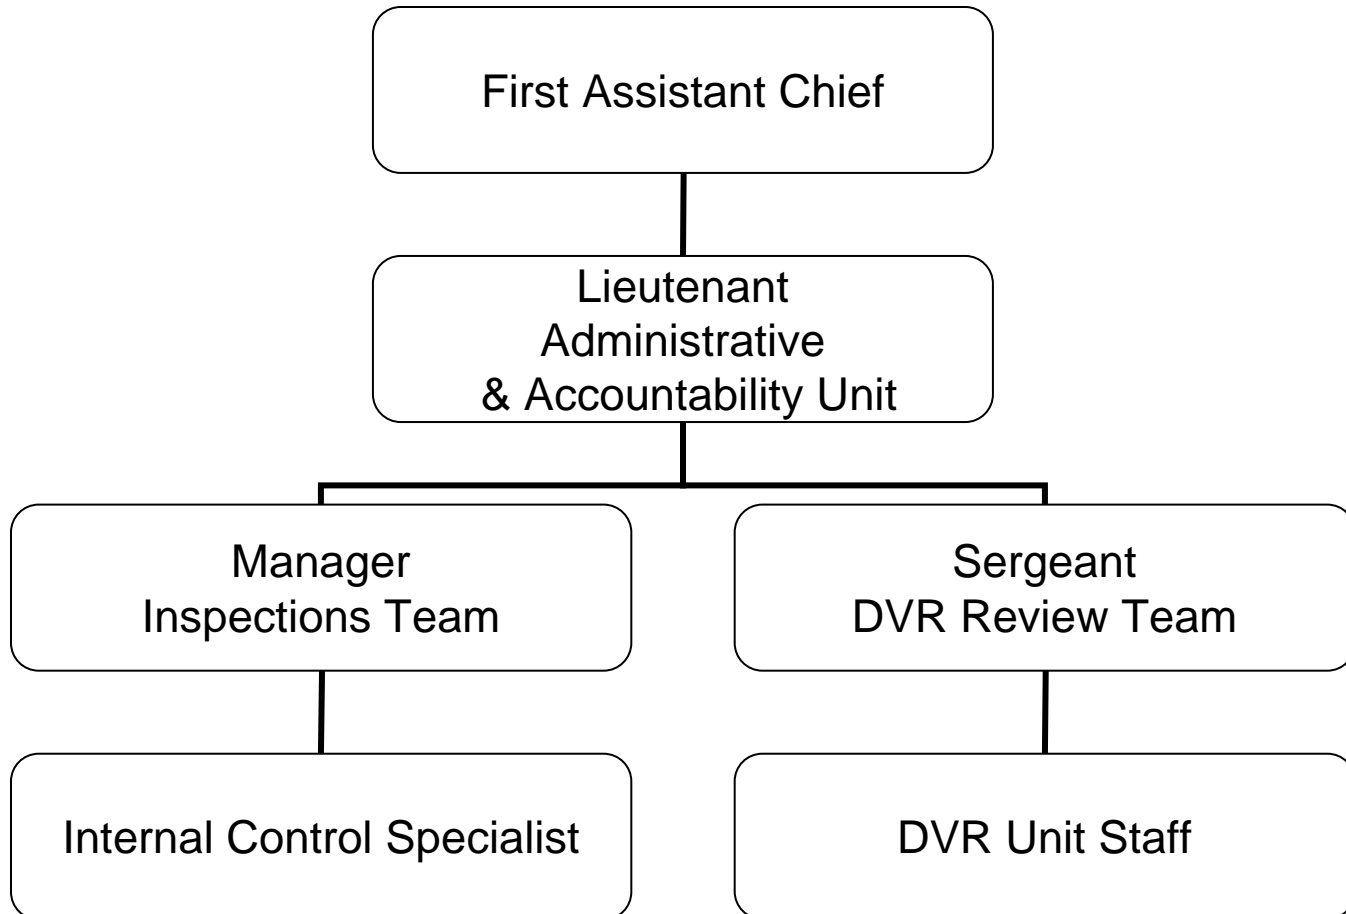 First Assistant Chief
Lieutenant
Administrative
& Accountability Unit
Manager
Inspections Team
Sergeant
DVR Review Team
Internal Control Specialist
DVR Unit Staff